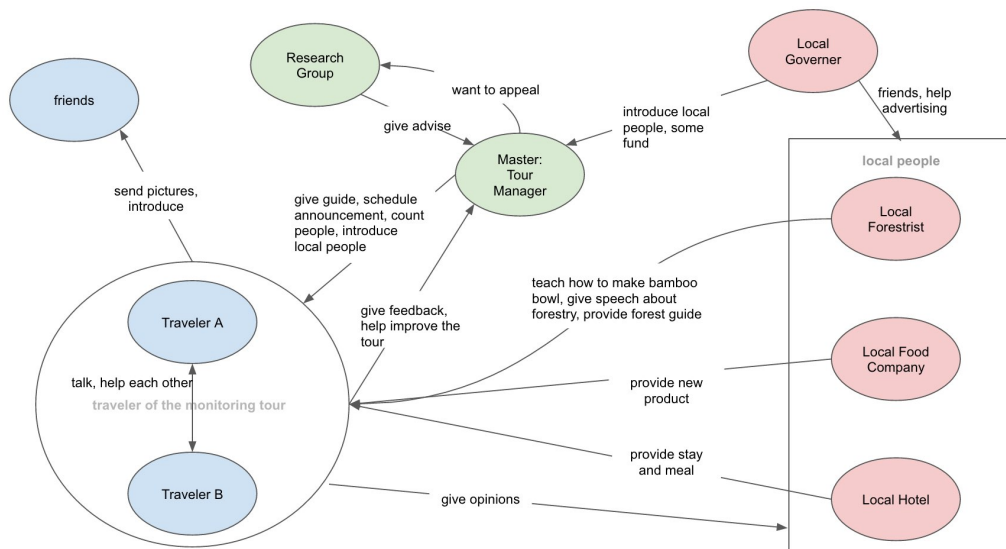 Research
Group
Local
Governer
friends
want to appeal
friends, help
advertising
give advise
introduce local
people, some
fund
Master:
Tour
Manager
local people
send pictures,
introduce
give guide, schedule
announcement, count
people, introduce
local people
Local
Forestrist
teach how to make bamboo
bowl, give speech about
forestry, provide forest guide
Traveler A
give feedback,
help improve the
tour
Local Food
Company
talk, help each other
provide new
product
traveler of the monitoring tour
provide stay
and meal
Traveler B
give opinions
Local Hotel